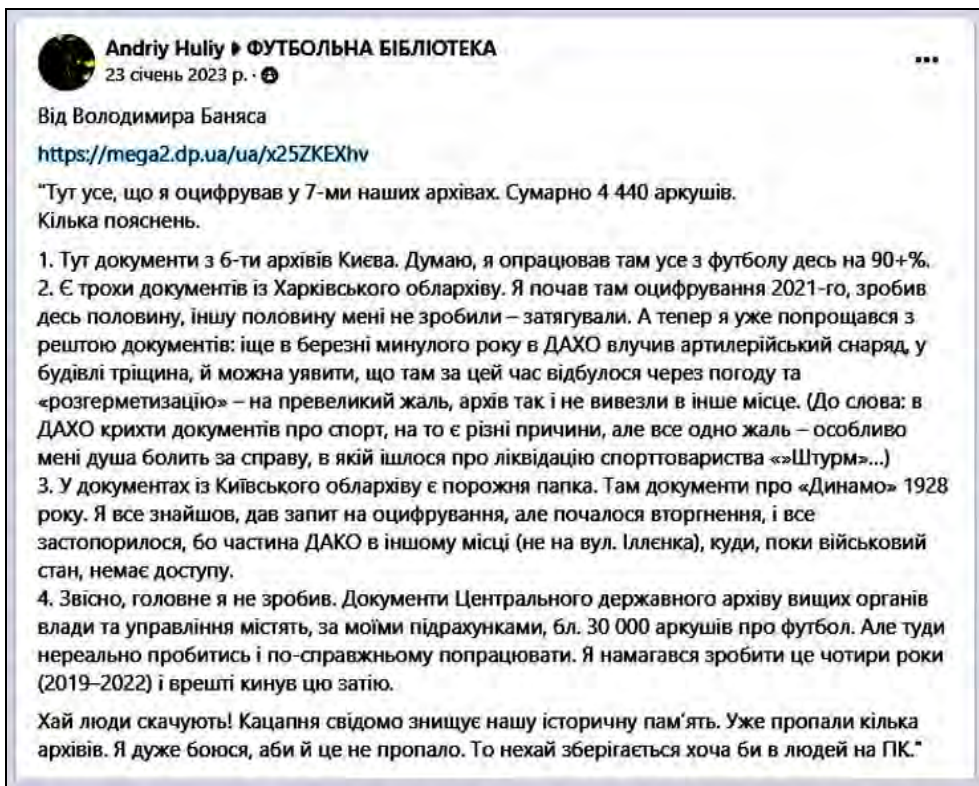 Andriy Huliy ▸ ФУТБОЛЬНА БІБЛІОТЕКА
23 січень 2023 р. ·
Від Володимира Баняса
https://mega2.dp.ua/ua/x25ZKEXhv
"Тут усе, що я оцифрував у 7-ми наших архівах. Сумарно 4 440 аркушів.
Кілька пояснень.
1. Тут документи з 6-ти архівів Києва. Думаю, я опрацював там усе з футболу десь на 90+%.
2. Є трохи документів із Харківського облархіву. Я почав там оцифрування 2021-го, зробив
десь половину, іншу половину мені не зробили – затягували. А тепер я уже попрощався з
рештою документів: іще в березні минулого року в ДАХО влучив артилерійський снаряд, у
будівлі тріщина, й можна уявити, що там за цей час відбулося через погоду та
«розгерметизацію» – на превеликий жаль, архів так і не вивезли в інше місце. (До слова: в
ДАХО крихти документів про спорт, на то є різні причини, але все одно жаль – особливо
мені душа болить за справу, в якій ішлося про ліквідацію спорттовариства «»Штурм»...)
3. У документах із Київського облархіву є порожня папка. Там документи про «Динамо» 1928
року. Я все знайшов, дав запит на оцифрування, але почалося вторгнення, і все
застопорилося, бо частина ДАКО в іншому місці (не на вул. Іллєнка), куди, поки військовий
стан, немає доступу.
4. Звісно, головне я не зробив. Документи Центрального державного архіву вищих органів
влади та управління містять, за моїми підрахунками, бл. 30 000 аркушів про футбол. Але туди
нереально пробитись і по-справжньому попрацювати. Я намагався зробити це чотири роки
(2019–2022) і врешті кинув цю затію.
Хай люди скачують! Кацапня свідомо знищує нашу історичну пам'ять. Уже пропали кілька
архівів. Я дуже боюся, аби й це не пропало. То нехай зберігається хоча би в людей на ПК."